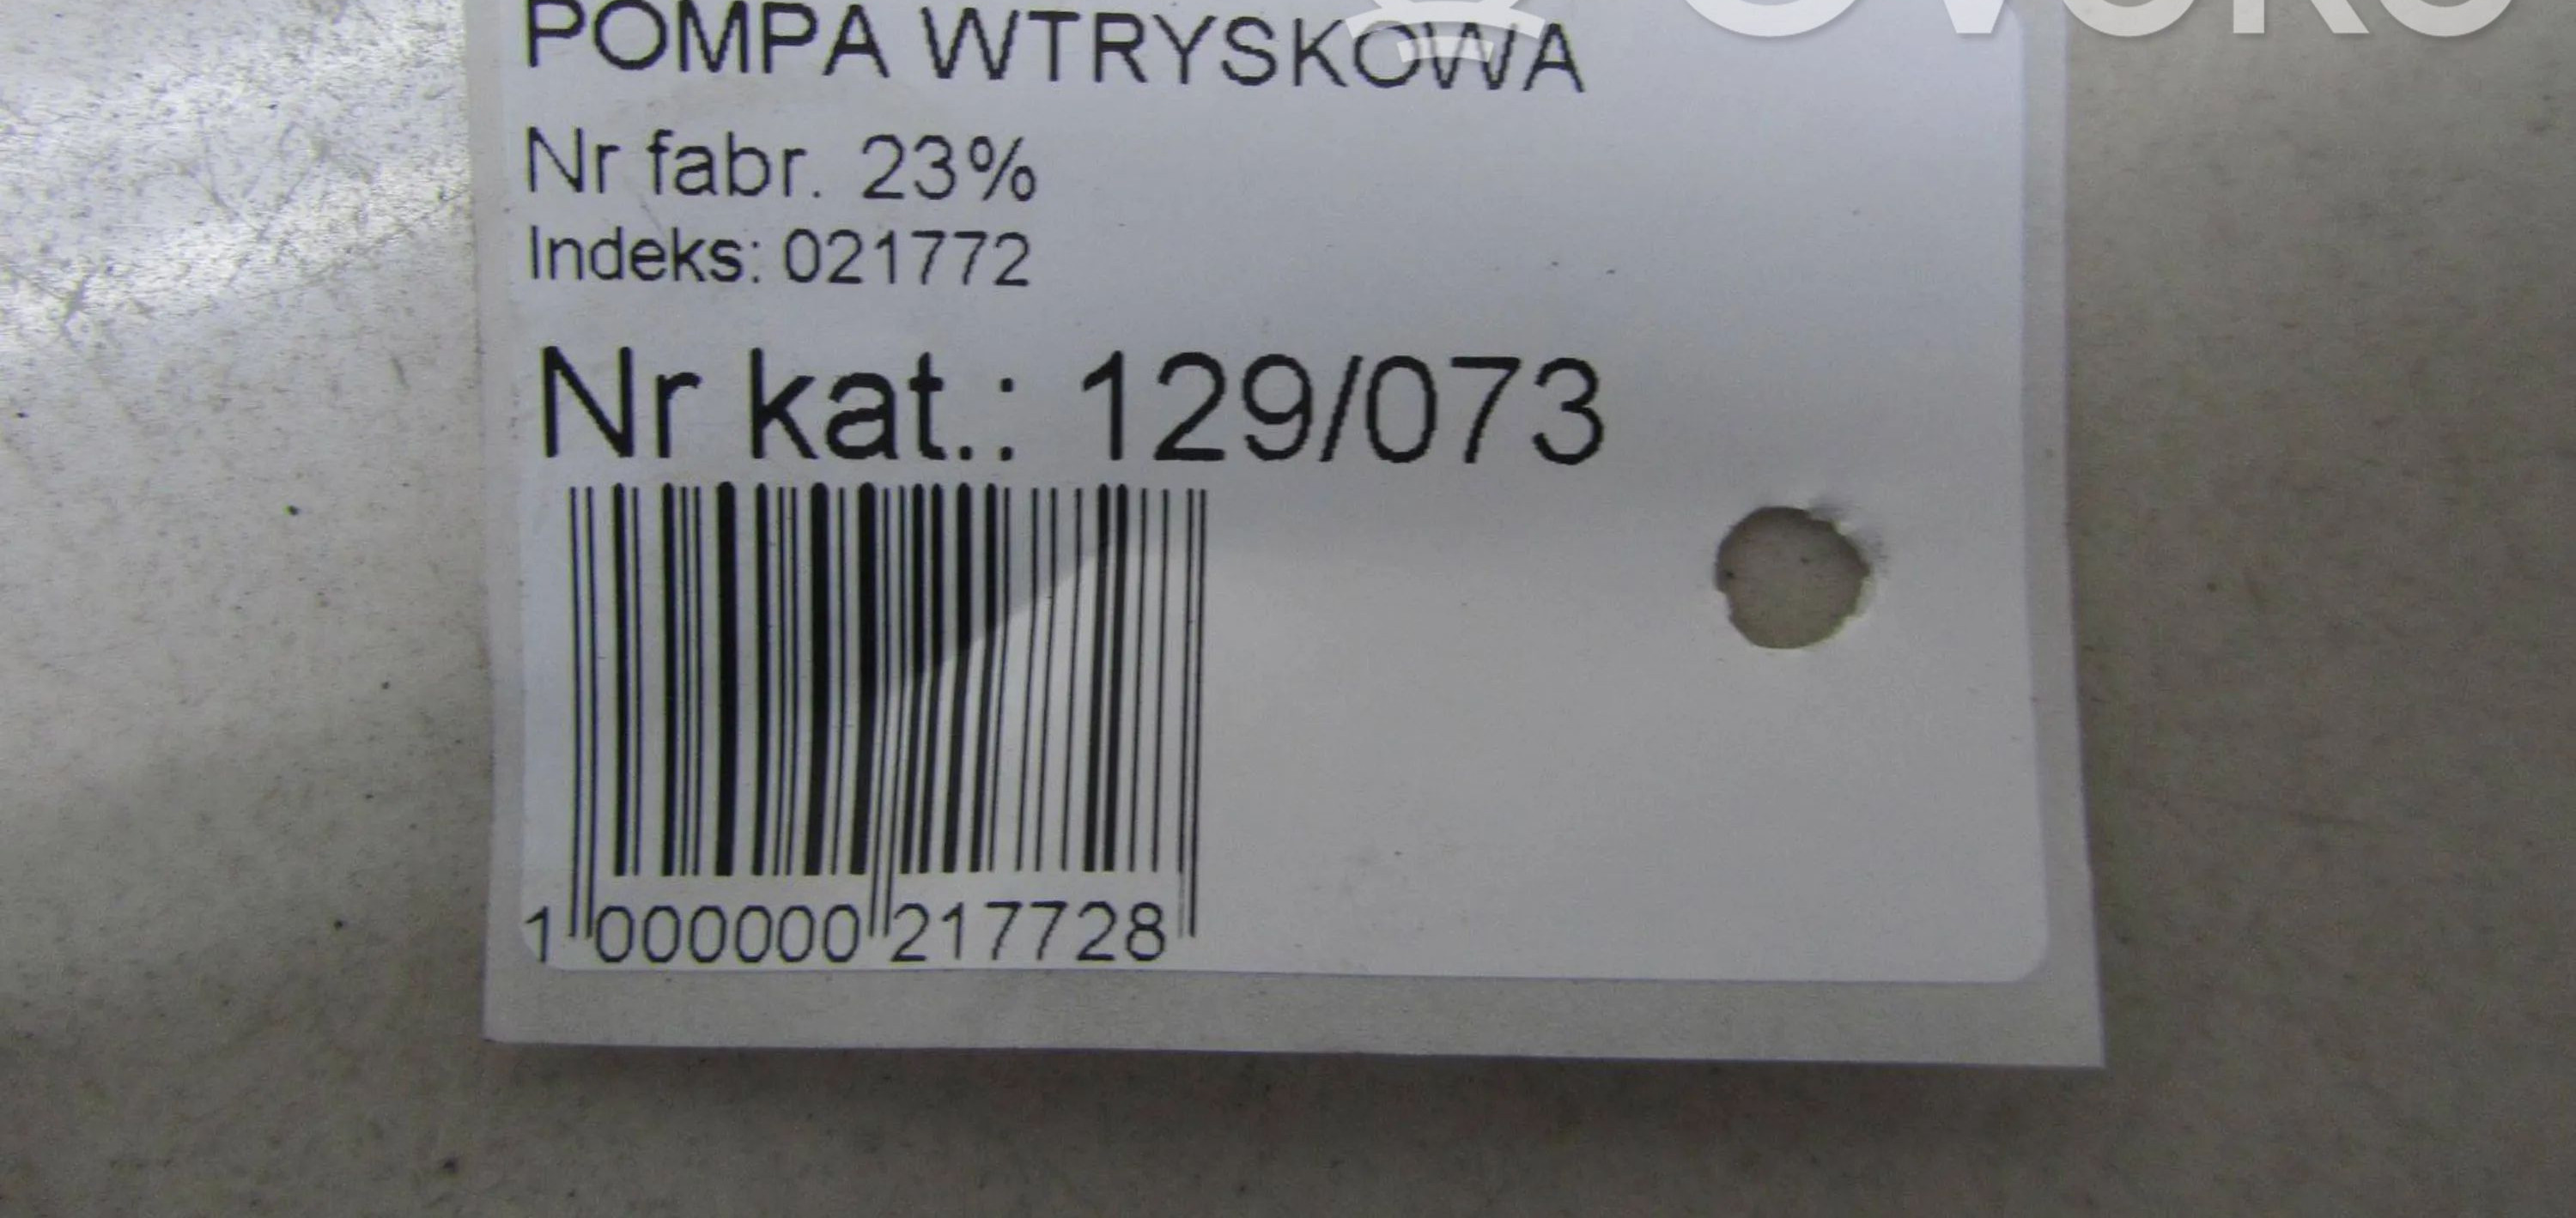 POMPA WTRYSKOWA
Nr fabr. 23%
Indeks: 021772
Nr kat.: 129/073
1 000000 217728